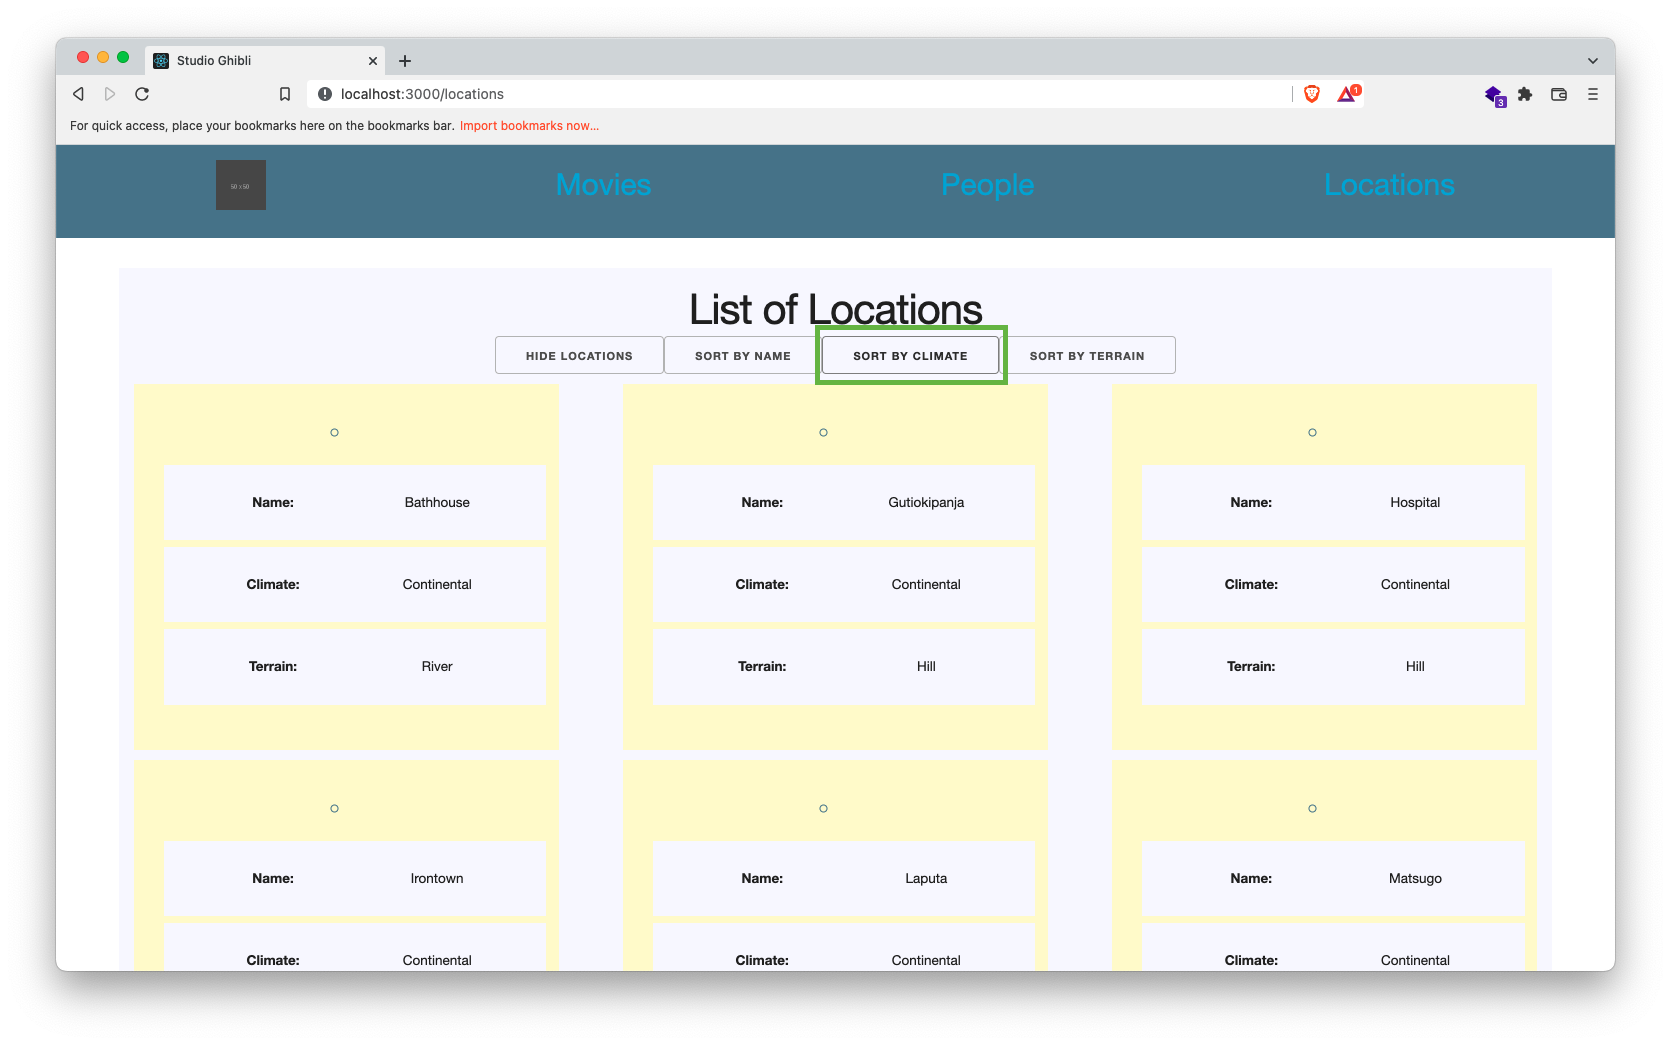 Studio Ghibli
localhost:3000/locations
1
3
For quick access, place your bookmarks here on the bookmarks bar. Import bookmarks now...
50 x 50
Movies
People
Locations
List of Locations
HIDE LOCATIONS
SORT BY NAME
SORT BY CLIMATE
SORT BY TERRAIN
Name: Bathhouse
Climate: Continental
Terrain: River
Name: Gutiokipanja
Climate: Continental
Terrain: Hill
Name: Hospital
Climate: Continental
Terrain: Hill
Name: Irontown
Climate: Continental
Name: Laputa
Climate: Continental
Name: Matsugo
Climate: Continental